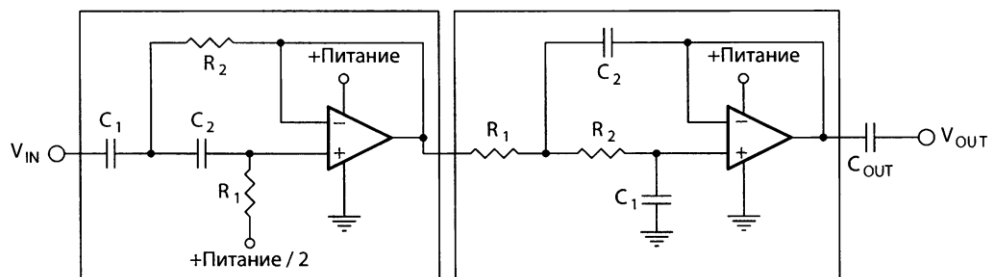 R2
+Питание
C1
C2
VIN
−
+
R1
+Питание / 2
C2
+Питание
R1
R2
−
+
C1
COUT
VOUT